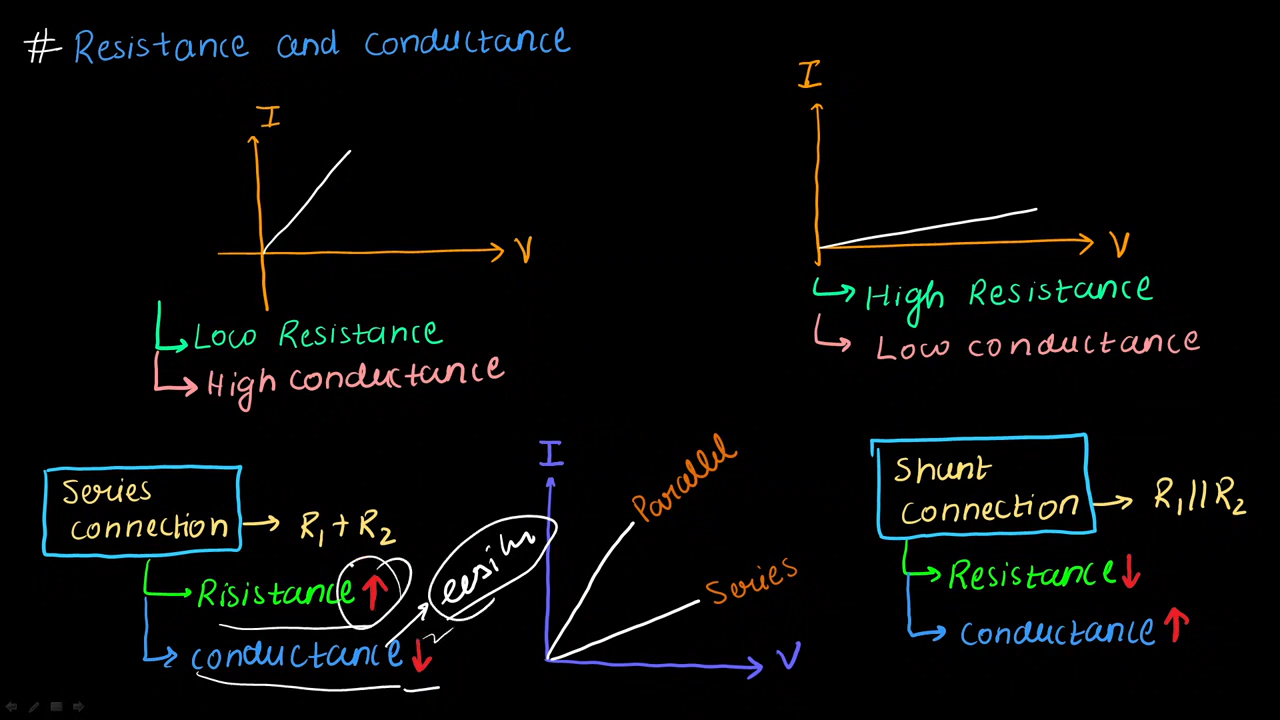 # Resistance and conductance
I
V
Low Resistance
High conductance
I
V
High Resistance
Low conductance
Series
connection
R1 + R2
Risistance ↑
conductance ↓
I
Parallel
Series
V
Shunt
connection
R1 || R2
Resistance ↓
conductance ↑